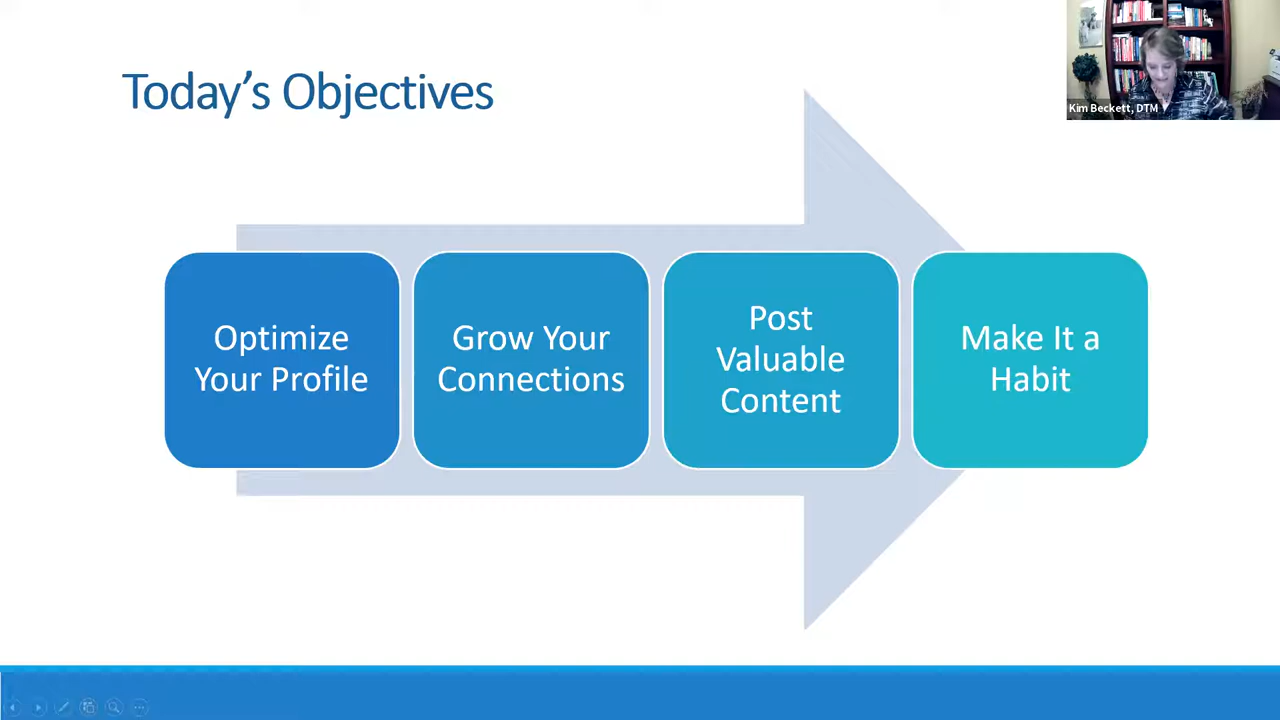 Today's Objectives
Kim Beckett, DTM
Optimize
Your Profile
Grow Your
Connections
Post
Valuable
Content
Make It a
Habit